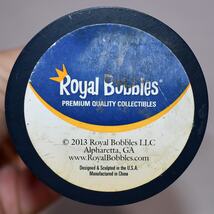 Royal Bobbles
PREMIUM QUALITY COLLECTIBLES
© 2013 Royal Bobbles LLC
Alpharetta, GA
www.RoyalBobbles.com
Designed & Sculpted in the U.S.A.
Manufactured in China